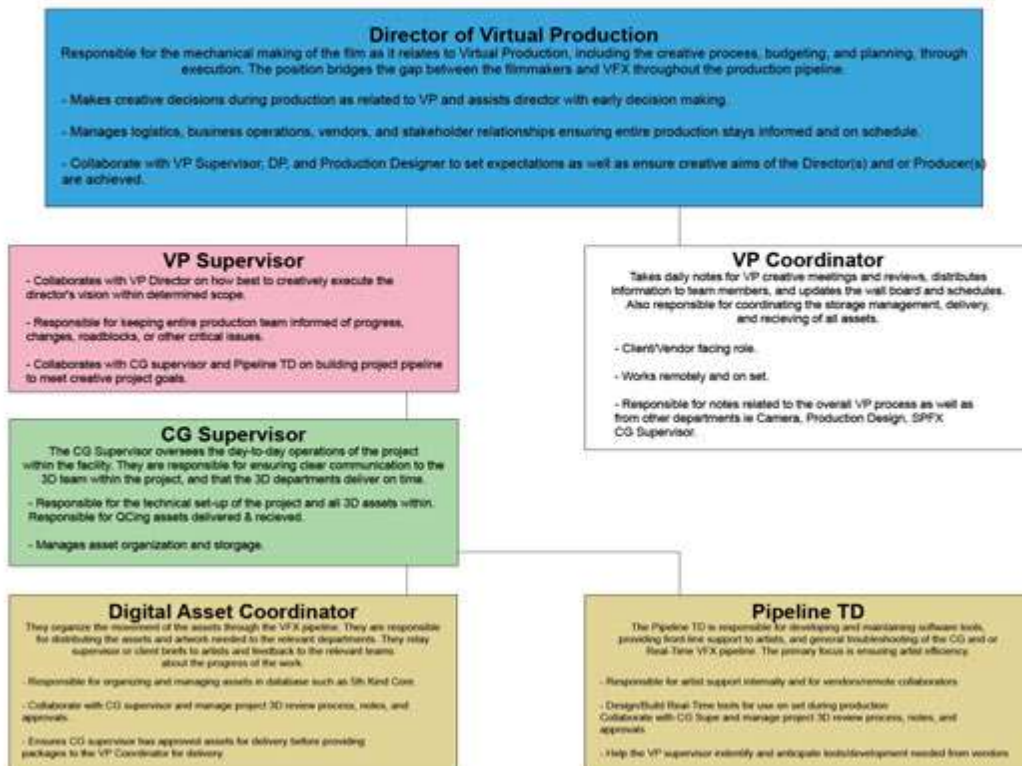 Director of Virtual Production
Responsible for the mechanical making of the film as it relates to Virtual Production, including the creative process, budgeting, and planning, through
execution. The position bridges the gap between the filmmakers and VFX throughout the production pipeline.
- Makes creative decisions during production as related to VP and assists director with early decision making.
- Manages logistics, business operations, vendors, and stakeholder relationships ensuring entire production stays informed and on schedule.
- Collaborate with VP Supervisor, DP, and Production Designer to set expectations as well as ensure creative aims of the Director(s) and or Producer(s)
are achieved.
VP Supervisor
- Collaborates with VP Director on how best to creatively execute the
director's vision within determined scope.
- Responsible for keeping entire production team informed of progress,
changes, roadblocks, or other critical issues.
- Collaborates with CG supervisor and Pipeline TD on building project pipeline
to meet creative project goals.
VP Coordinator
Takes daily notes for VP creative meetings and reviews, distributes
information to team members, and updates the wall board and schedules.
Also responsible for coordinating the storage management, delivery,
and recieving of all assets.
- Client/Vendor facing role.
- Works remotely and on set.
- Responsible for notes related to the overall VP process as well as
from other departments ie Camera, Production Design, SPFX
CG Supervisor.
CG Supervisor
The CG Supervisor oversees the day-to-day operations of the project
within the facility. They are responsible for ensuring clear communication to the
3D team within the project, and that the 3D departments deliver on time.
- Responsible for the technical set-up of the project and all 3D assets within.
Responsible for QCing assets delivered & recieved.
- Manages asset organization and storgage.
Digital Asset Coordinator
They organize the movement of the assets through the VFX pipeline. They are responsible
for distributing the assets and artwork needed to the relevant departments. They relay
supervisor or client briefs to artists and feedback to the relevant teams
about the progress of the work.
- Responsible for organizing and managing assets in database such as 5th Kind Core.
- Collaborate with CG supervisor and manage project 3D review process, notes, and
approvals.
- Ensures CG supervisor has approved assets for delivery before providing
packages to the VP Coordinator for delivery.
Pipeline TD
The Pipeline TD is responsible for developing and maintaining software tools,
providing front-line support to artists, and general troubleshooting of the CG and or
Real-Time VFX pipeline. The primary focus is ensuring artist efficiency.
- Responsible for artist support internally and for vendors/remote collaborators
- Design/Build Real-Time tools for use on set during production
Collaborate with CG Supe and manage project 3D review process, notes, and
approvals
- Help the VP supervisor indentify and anticipate tools/development needed from vendors